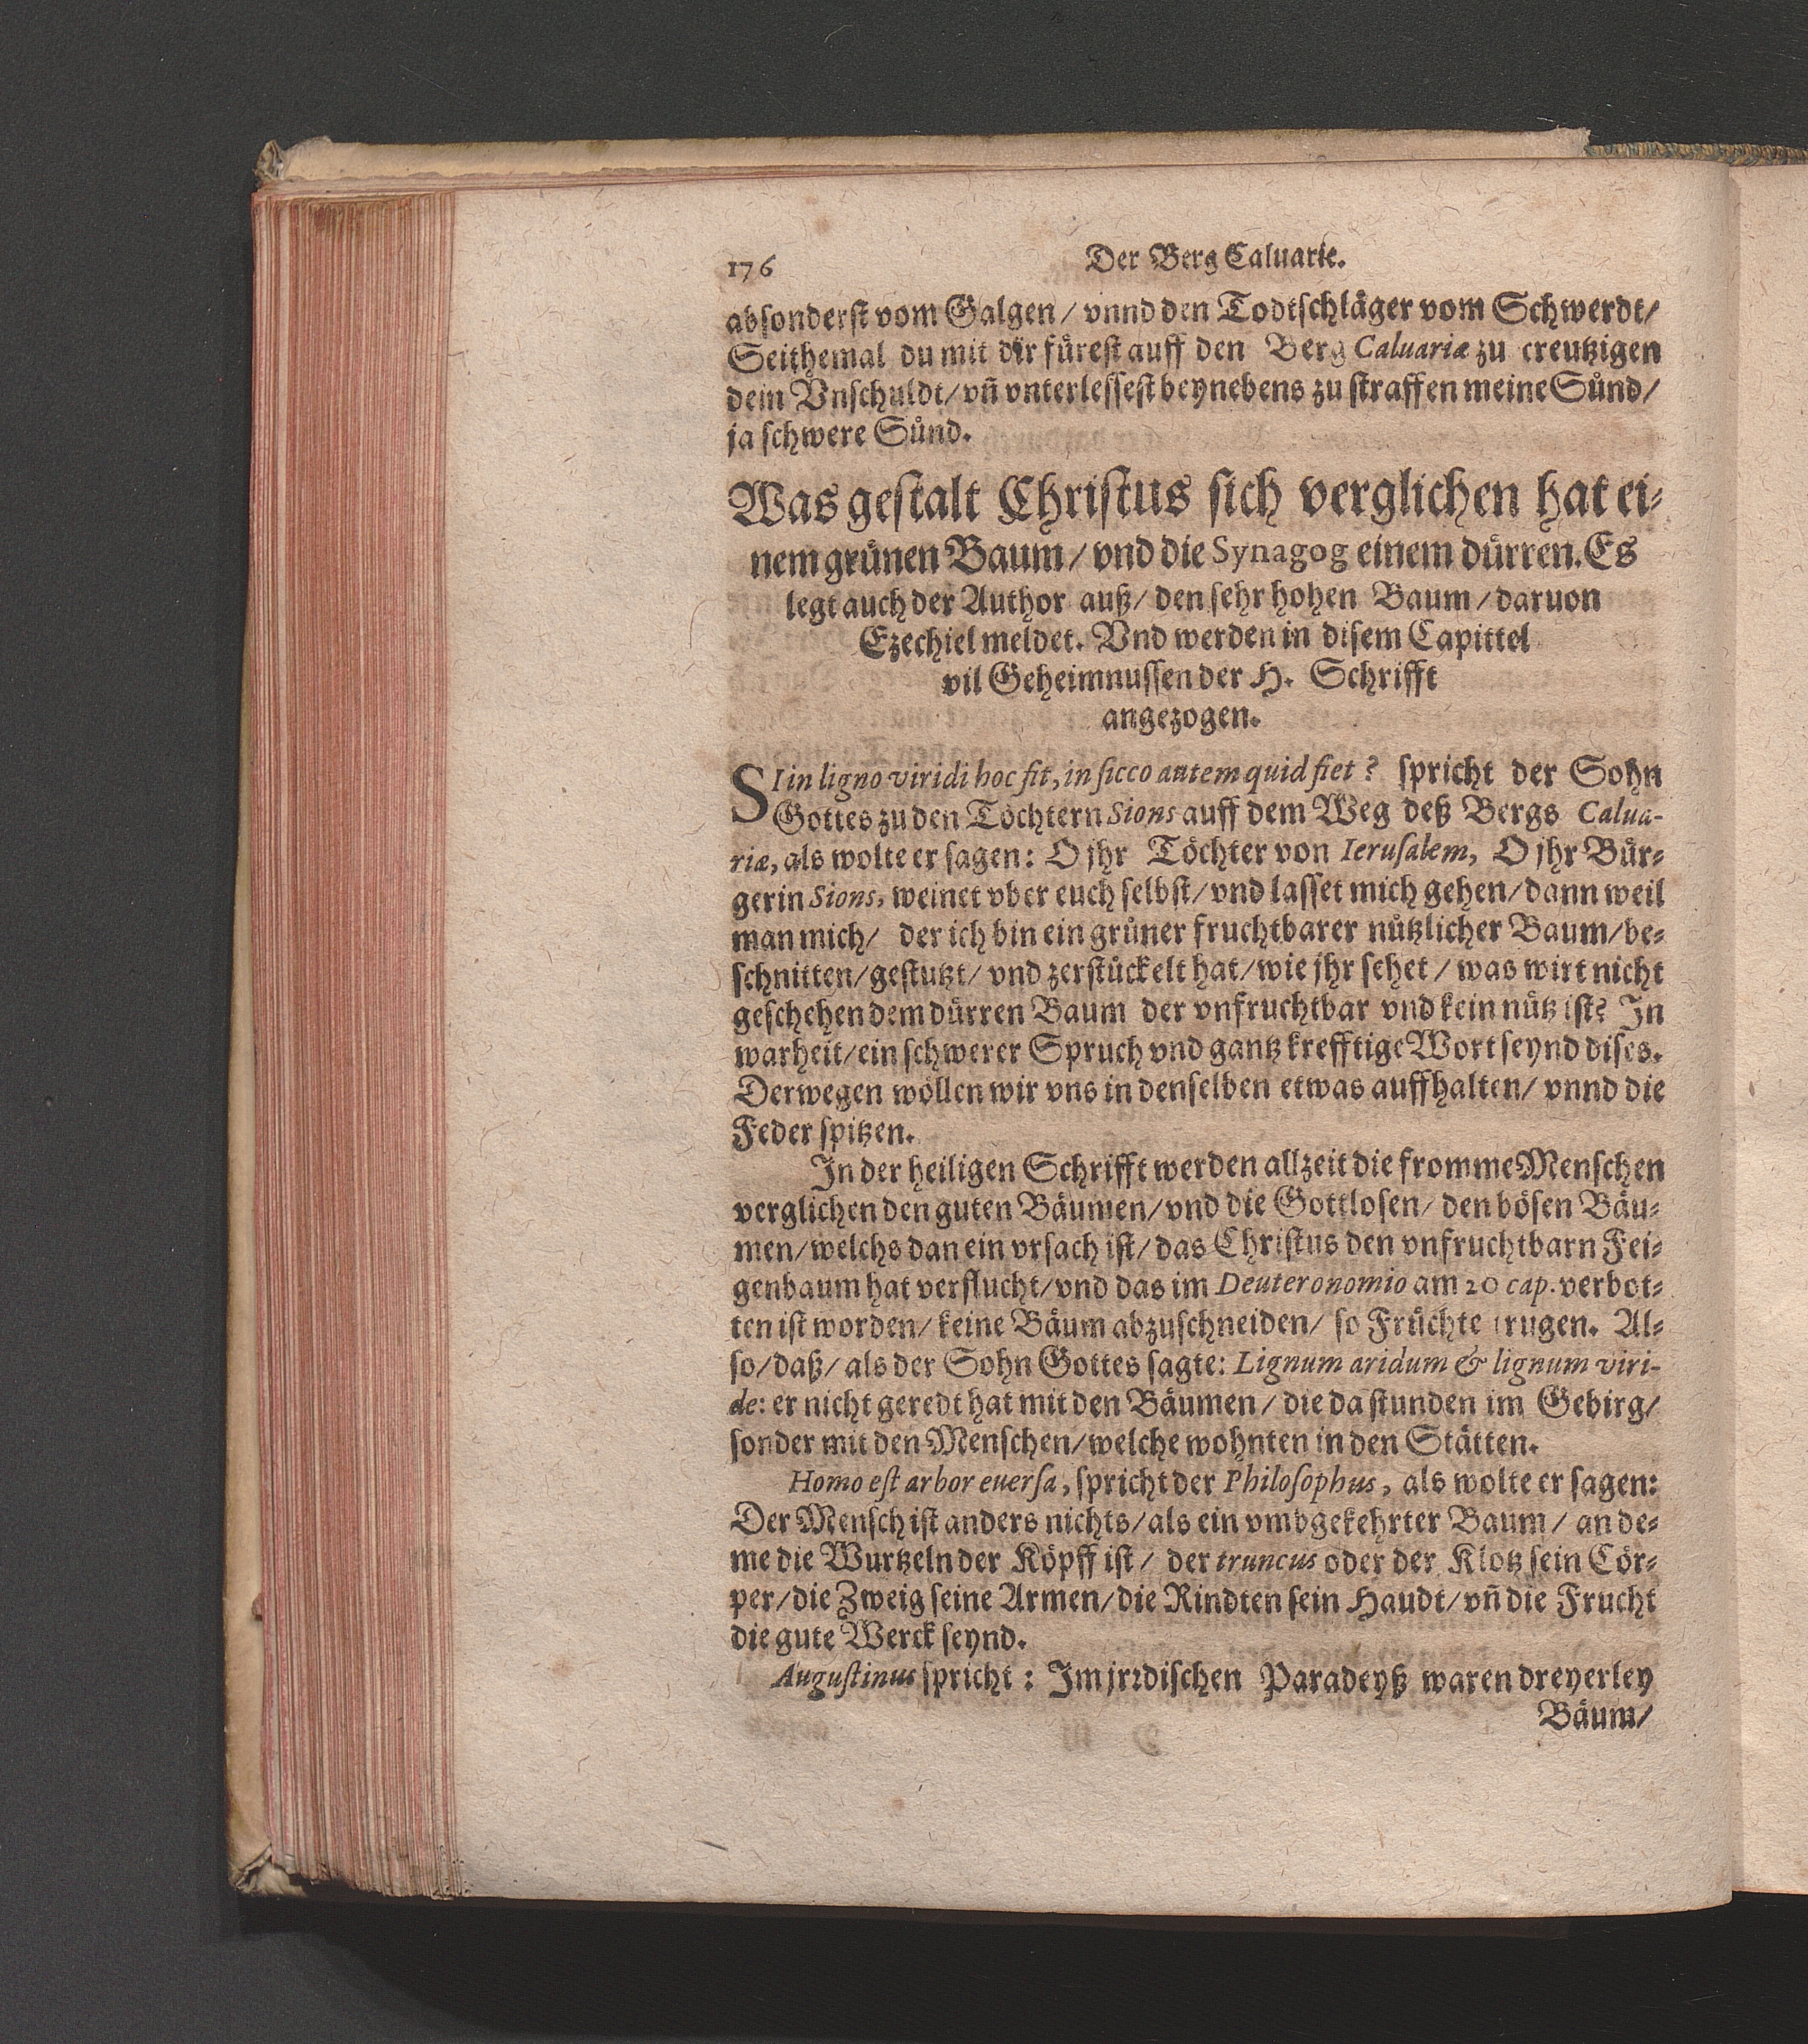 176 Der Berg Caluarie.
absonderst vom Galgen / vnnd den Todtschläger vom Schwerdt /
Seithemal du mit dir fürest auff den Berg Caluariæ zu creutzigen
dein Vnschuldt / vñ vnterlessest beynebens zu straffen meine Sünd /
ja schwere Sünd.
Was gestalt Christus sich verglichen hat ei-
nem grünen Baum / vnd die Synagog einem dürren. Es
legt auch der Author auß / den sehr hohen Baum / daruon
Ezechiel meldet. Vnd werden in disem Capittel
vil Geheimnussen der H. Schrifft
angezogen.
SI in ligno viridi hoc fit, in sicco autem quid fiet? spricht der Sohn
Gottes zu den Töchtern Sions auff dem Weg deß Bergs Calua-
riæ, als wolte er sagen: O jhr Töchter von Ierusalem, O jhr Bür-
gerin Sions, weinet vber euch selbst / vnd lasset mich gehen / dann weil
man mich / der ich bin ein grüner fruchtbarer nützlicher Baum / be-
schnitten / gestutzt / vnd zerstückelt hat / wie jhr sehet / was wirt nicht
geschehen dem dürren Baum der vnfruchtbar vnd kein nütz ist? In
warheit / ein schwerer Spruch vnd gantz krefftige Wort seynd dises.
Derwegen wöllen wir vns in denselben etwas auffhalten / vnnd die
Feder spitzen.
In der heiligen Schrifft werden allzeit die fromme Menschen
verglichen den guten Bäumen / vnd die Gottlosen / den bösen Bäu-
men / welchs dan ein vrsach ist / das Christus den vnfruchtbarn Fei-
genbaum hat verflucht / vnd das im Deuteronomio am 20 cap. verbot-
ten ist worden / keine Bäum abzuschneiden / so Früchte trugen. Al-
so / daß / als der Sohn Gottes sagte: Lignum aridum & lignum viri-
de: er nicht geredt hat mit den Bäumen / die da stunden im Gebirg /
sonder mit den Menschen / welche wohnten in den Stätten.
Homo est arbor euersa, spricht der Philosophus, als wolte er sagen:
Der Mensch ist anders nichts / als ein vmbgekehrter Baum / an de-
me die Wurtzeln der Köpff ist / der truncus oder der Klotz sein Cör-
per / die Zweig seine Armen / die Rindten sein Haudt / vñ die Frucht
die gute Werck seynd.
Augustinus spricht: Im jrrdischen Paradeyß waren dreyerley
Bäum /